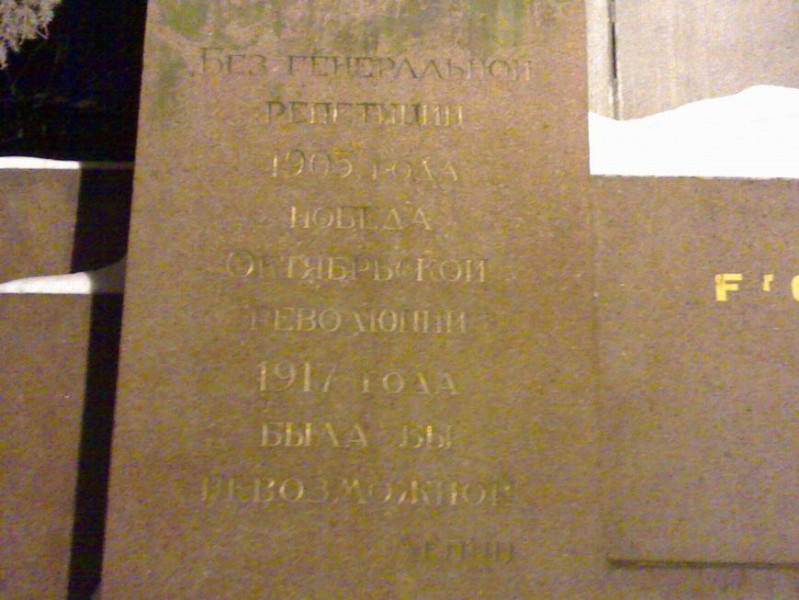 Без генеральной
репетиции
1905 года
победа
Октябрьской
революции
1917 года
была бы
невозможной
Ленин